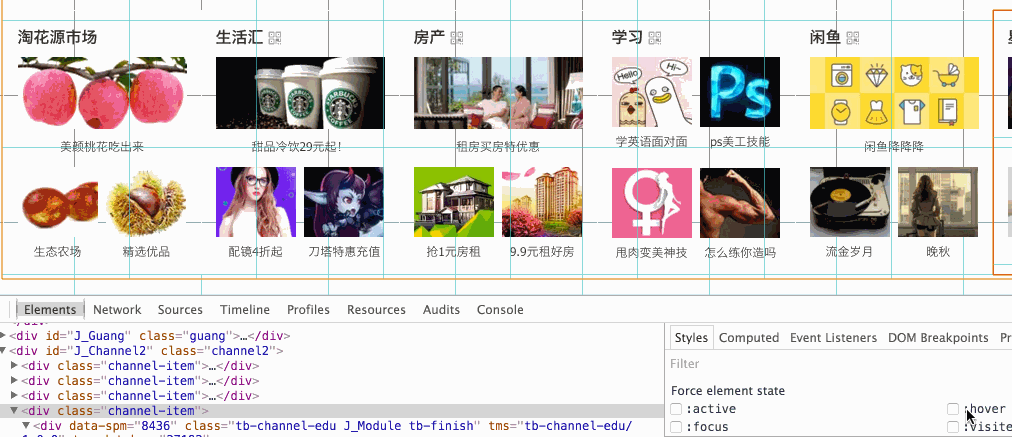 淘花源市场
生活汇
房产
学习
闲鱼
STARBUCKS
Hello
Hi~
Ps
美颜桃花吃出来
甜品冷饮29元起!
租房买房特优惠
学英语面对面
ps美工技能
闲鱼降降降
生态农场
精选优品
配镜4折起
刀塔特惠充值
抢1元房租
9.9元租好房
甩肉变美神技
怎么练你造吗
流金岁月
晚秋
Elements Network Sources Timeline Profiles Resources Audits Console
<div id="J_Guang" class="guang">…</div>
<div id="J_Channel2" class="channel2">
<div class="channel-item">…</div>
<div class="channel-item">…</div>
<div class="channel-item">…</div>
<div class="channel-item">
<div data-spm="8436" class="tb-channel-edu J_Module tb-finish" tms="tb-channel-edu/
Styles Computed Event Listeners DOM Breakpoints Pr
Filter
Force element state
:active
:hover
:focus
:visite